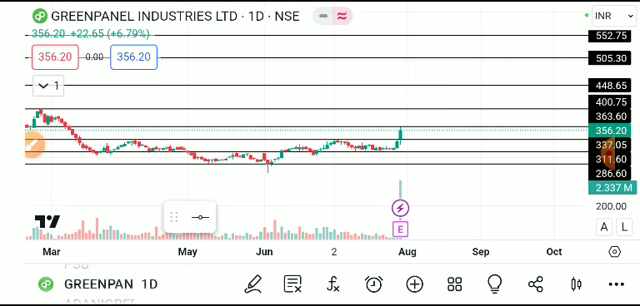 GREENPANEL INDUSTRIES LTD · 1D · NSE
INR
356.20 +22.65 (+6.79%)
552.75
356.20
0.00
356.20
505.30
1
448.65
400.75
363.60
356.20
337.05
311.60
286.60
2.337 M
200.00
E
A
L
Mar
May
Jun
2
Aug
Sep
Oct
PSB
GREENPAN 1D